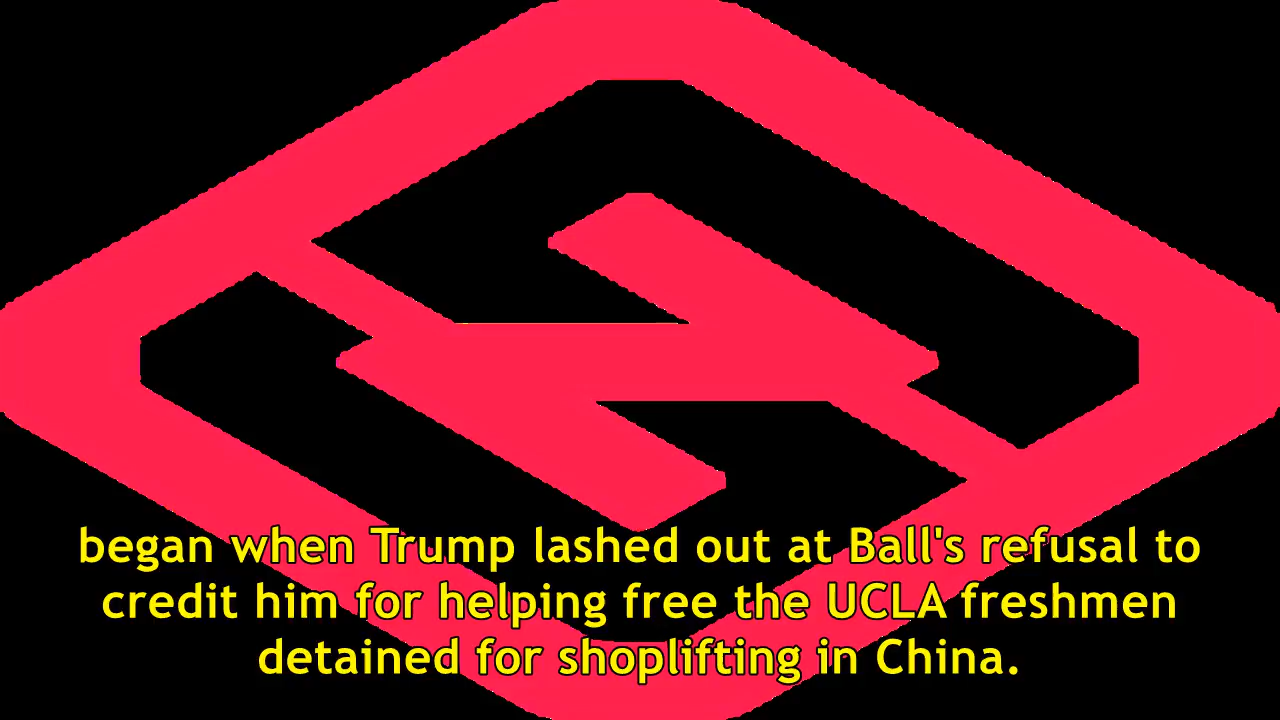 began when Trump lashed out at Ball's refusal to
credit him for helping free the UCLA freshmen
detained for shoplifting in China.